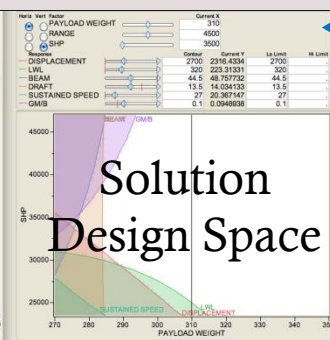 Horiz Vert Factor Current X
PAYLOAD WEIGHT 310
RANGE 4500
SHP 3500
Response Contour Current Y Lo Limit Hi Limit
DISPLACEMENT 2700 2316.4334 2700
LWL 320 223.31331 320
BEAM 44.5 48.757732 44.5
DRAFT 13.5 14.034133 13.5
SUSTAINED SPEED 27 20.367147 27
GM/B 0.1 0.0948938 0.1
BEAM GM/B
45000
40000
35000
30000
25000
SHP
Solution
Design Space
SUSTAINED SPEED LWL
DISPLACEMENT
270 280 290 300 310 320 330 340
PAYLOAD WEIGHT